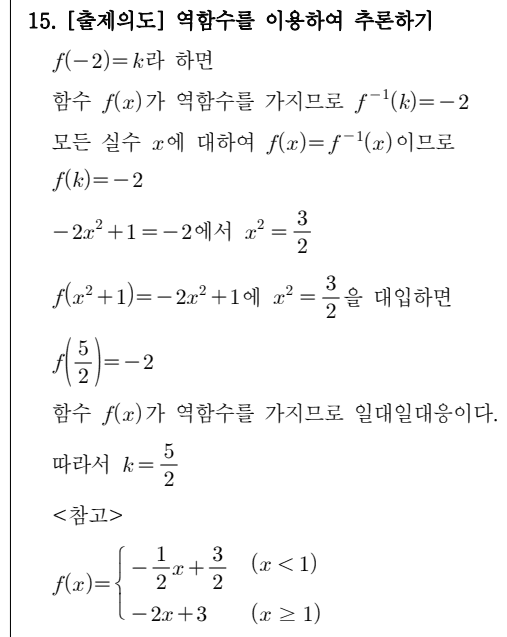 15. [출제의도] 역함수를 이용하여 추론하기
f(−2)=k라 하면
함수 f(x)가 역함수를 가지므로 f⁻¹(k)=−2
모든 실수 x에 대하여 f(x)=f⁻¹(x)이므로
f(k)=−2
−2x²+1=−2에서 x²=3/2
f(x²+1)=−2x²+1에 x²=3/2을 대입하면
f(5/2)=−2
함수 f(x)가 역함수를 가지므로 일대일대응이다.
따라서 k=5/2
<참고>
f(x)={ −1/2x+3/2 (x<1)
−2x+3 (x≥1)